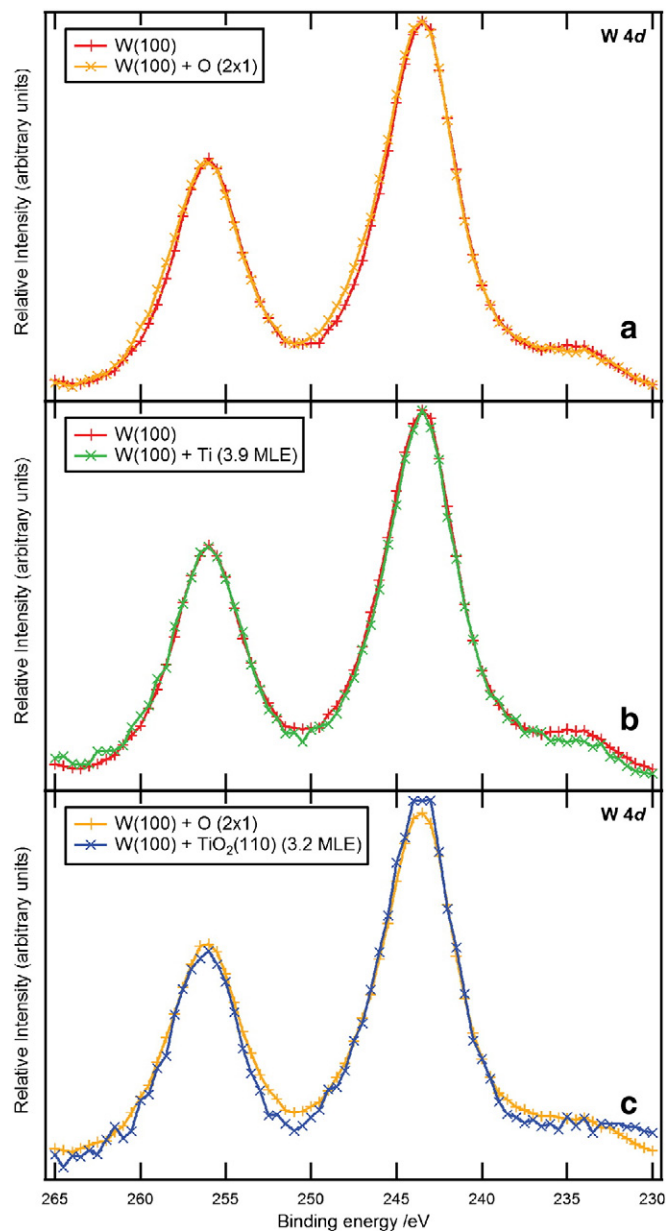 W(100)
W(100) + O (2x1)
W 4d
Relative Intensity (arbitrary units)
a
W(100)
W(100) + Ti (3.9 MLE)
Relative Intensity (arbitrary units)
b
W(100) + O (2x1)
W(100) + TiO₂(110) (3.2 MLE)
W 4d
Relative Intensity (arbitrary units)
c
265 260 255 250 245 240 235 230
Binding energy /eV